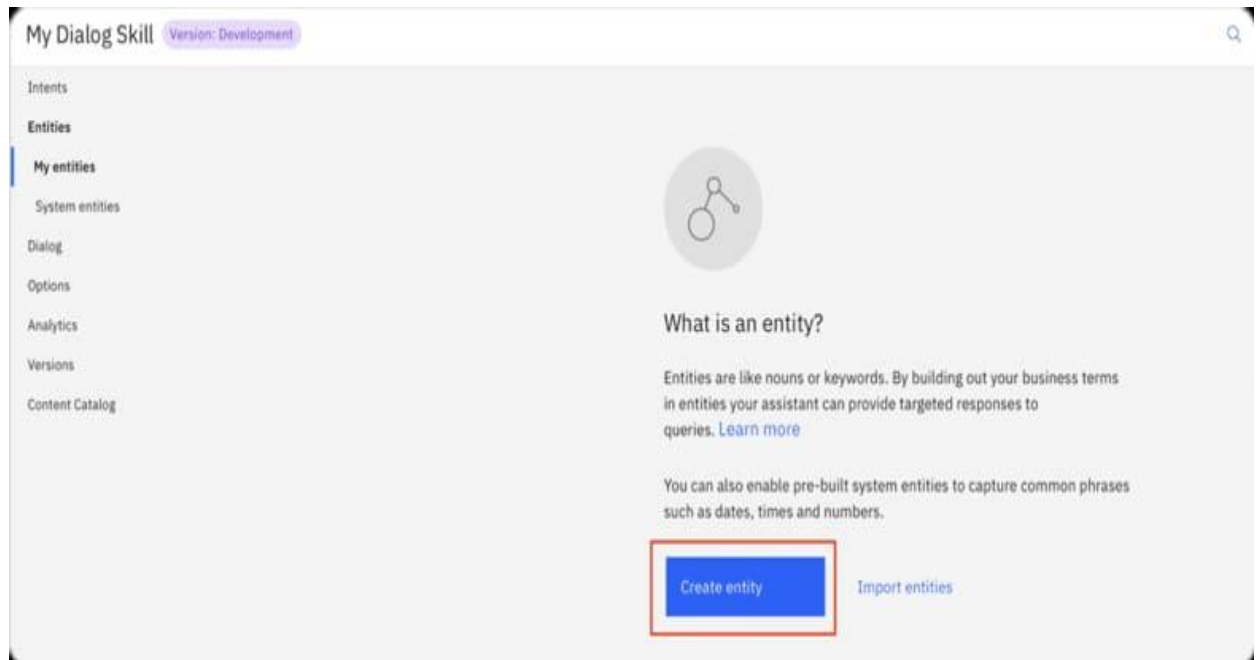 My Dialog Skill Version: Development
Intents
Entities
My entities
System entities
Dialog
Options
Analytics
Versions
Content Catalog
What is an entity?
Entities are like nouns or keywords. By building out your business terms
in entities your assistant can provide targeted responses to
queries. Learn more
You can also enable pre-built system entities to capture common phrases
such as dates, times and numbers.
Create entity Import entities